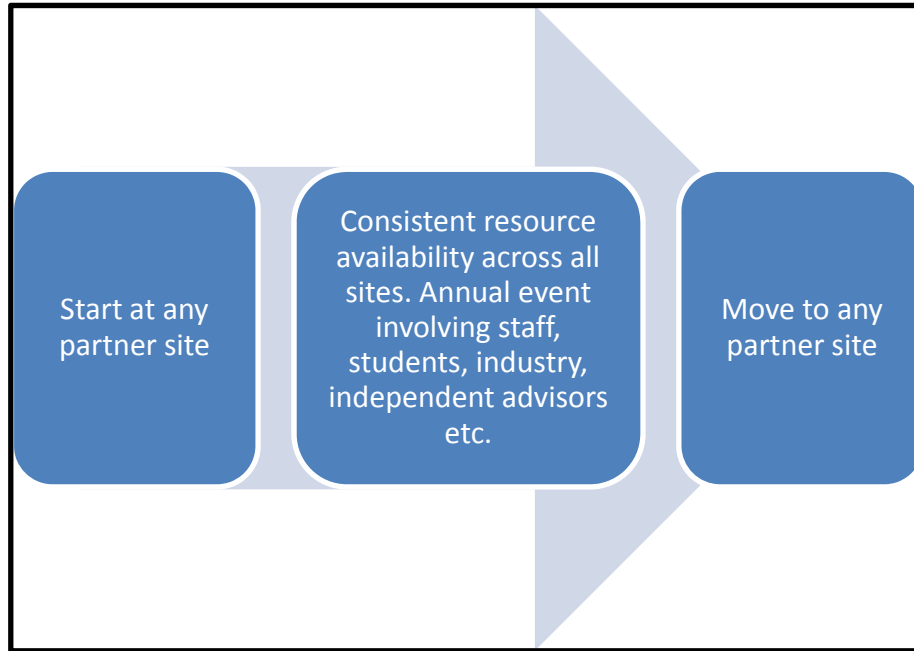 Start at any
partner site
Consistent resource
availability across all
sites. Annual event
involving staff,
students, industry,
independent advisors
etc.
Move to any
partner site